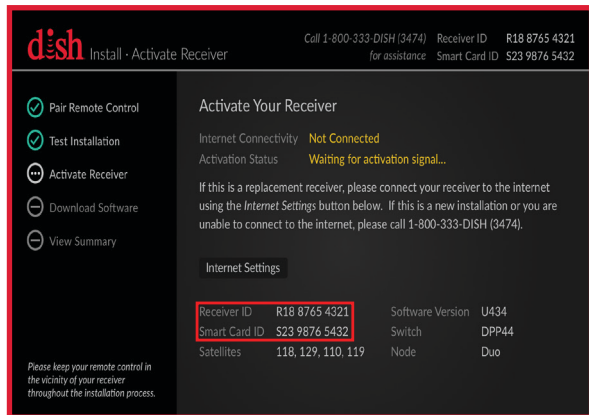 dish Install · Activate Receiver
Call 1-800-333-DISH (3474) Receiver ID R18 8765 4321
for assistance Smart Card ID S23 9876 5432
Pair Remote Control
Test Installation
Activate Receiver
Download Software
View Summary
Please keep your remote control in
the vicinity of your receiver
throughout the installation process.
Activate Your Receiver
Internet Connectivity Not Connected
Activation Status Waiting for activation signal...
If this is a replacement receiver, please connect your receiver to the internet
using the Internet Settings button below. If this is a new installation or you are
unable to connect to the internet, please call 1-800-333-DISH (3474).
Internet Settings
Receiver ID R18 8765 4321 Software Version U434
Smart Card ID S23 9876 5432 Switch DPP44
Satellites 118, 129, 110, 119 Node Duo